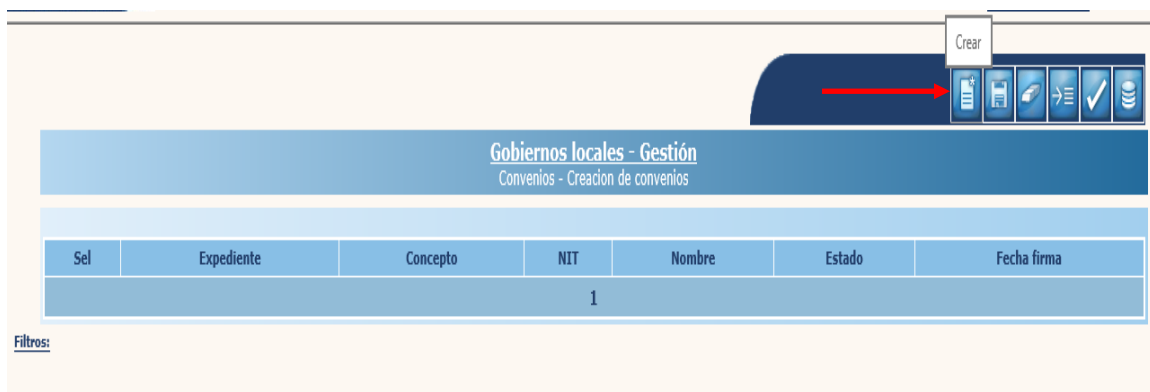 Crear
Gobiernos locales - Gestión
Convenios - Creacion de convenios
Sel Expediente Concepto NIT Nombre Estado Fecha firma
1
Filtros: